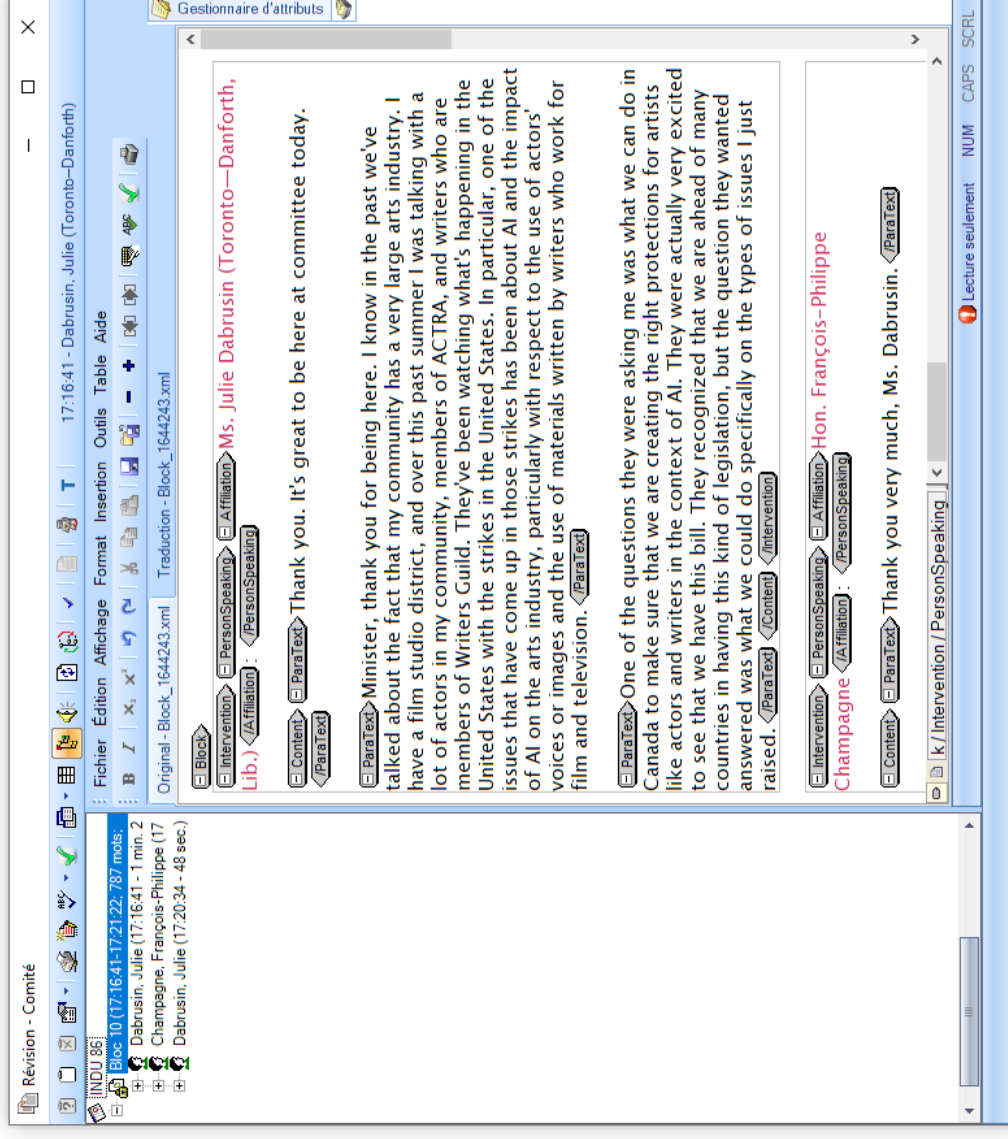 Révision - Comité
17:16:41 - Dabrusin, Julie (Toronto—Danforth)
INDU 86
Bloc 10 (17:16:41-17:21:22; 787 mots;
Dabrusin, Julie (17:16:41 - 1 min. 2
Champagne, François-Philippe (17
Dabrusin, Julie (17:20:34 - 48 sec.)
Fichier Édition Affichage Format Insertion Outils Table Aide
B I X₂ X² ABC
Original - Block_1644243.xml Traduction - Block_1644243.xml
Gestionnaire d'attributs
Block
Intervention PersonSpeaking Affiliation Ms. Julie Dabrusin (Toronto—Danforth,
Lib.) /Affiliation : /PersonSpeaking
Content ParaText Thank you. It's great to be here at committee today.
/ParaText
ParaText Minister, thank you for being here. I know in the past we've
talked about the fact that my community has a very large arts industry. I
have a film studio district, and over this past summer I was talking with a
lot of actors in my community, members of ACTRA, and writers who are
members of Writers Guild. They've been watching what's happening in the
United States with the strikes in the United States. In particular, one of the
issues that have come up in those strikes has been about AI and the impact
of AI on the arts industry, particularly with respect to the use of actors'
voices or images and the use of materials written by writers who work for
film and television. /ParaText
ParaText One of the questions they were asking me was what we can do in
Canada to make sure that we are creating the right protections for artists
like actors and writers in the context of AI. They were actually very excited
to see that we have this bill. They recognized that we are ahead of many
countries in having this kind of legislation, but the question they wanted
answered was what we could do specifically on the types of issues I just
raised. /ParaText /Content /Intervention
Intervention PersonSpeaking Affiliation Hon. François-Philippe
Champagne /Affiliation : /PersonSpeaking
Content ParaText Thank you very much, Ms. Dabrusin. /ParaText
k / Intervention / PersonSpeaking
Lecture seulement NUM CAPS SCRL